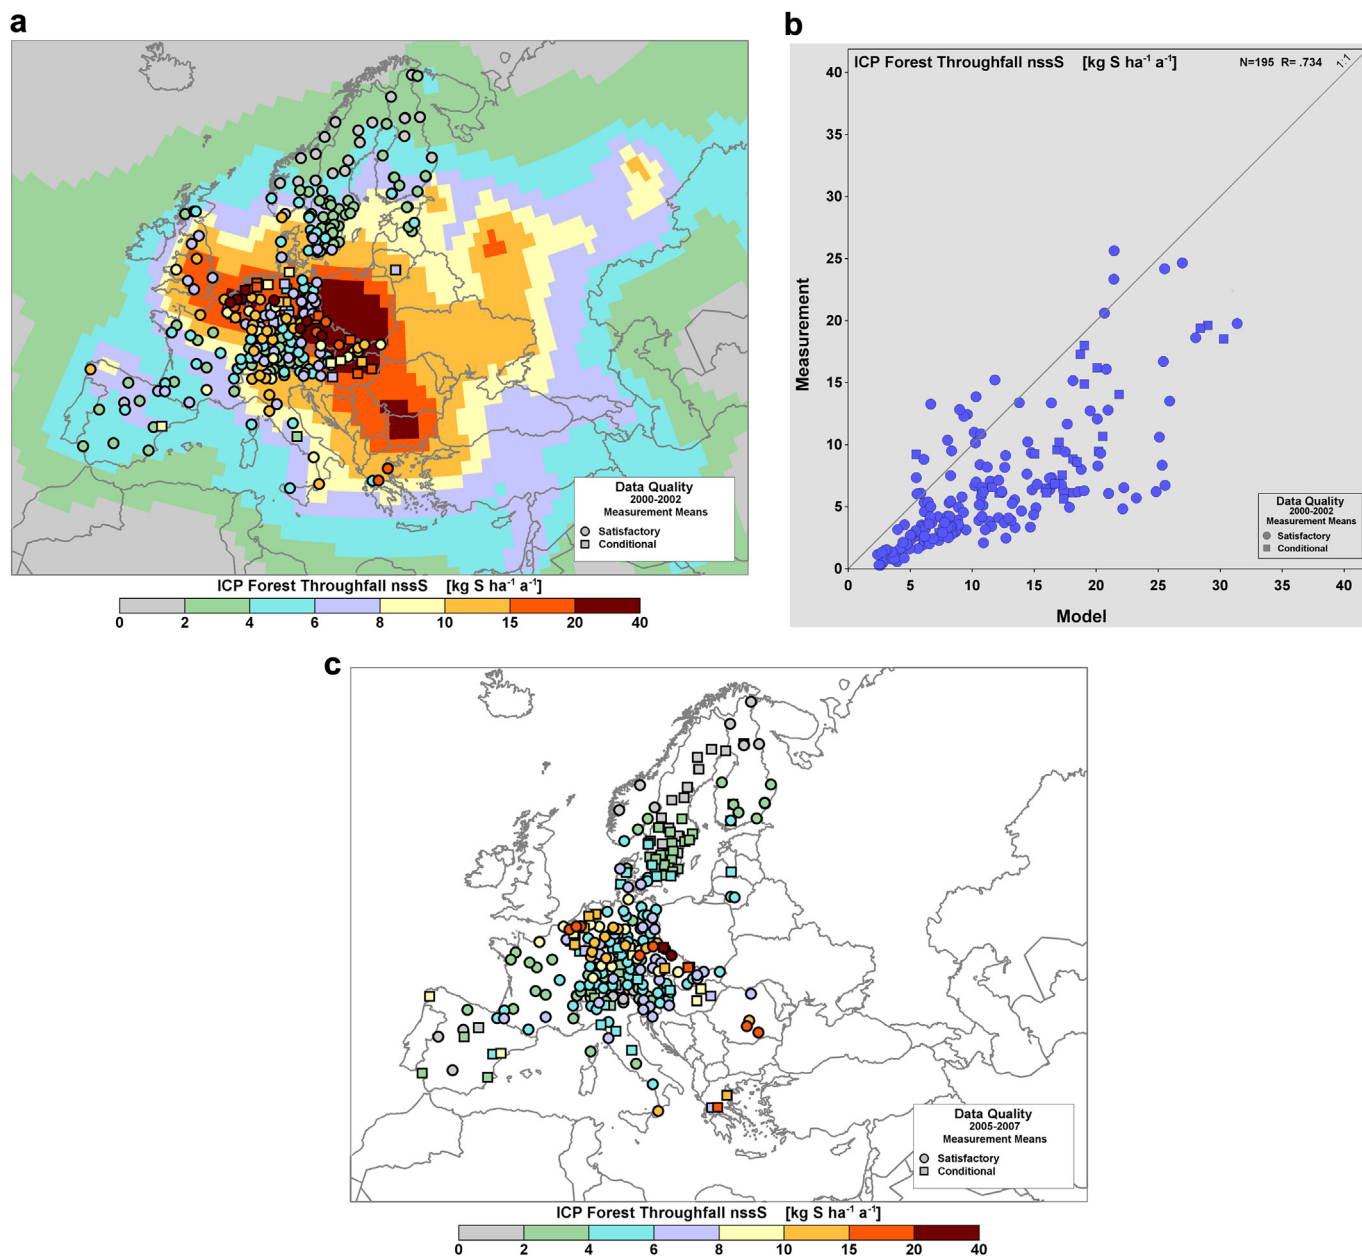 a
Data Quality
2000-2002
Measurement Means
Satisfactory
Conditional
ICP Forest Throughfall nssS [kg S ha⁻¹ a⁻¹]
0 2 4 6 8 10 15 20 40
b
ICP Forest Throughfall nssS [kg S ha⁻¹ a⁻¹] N=195 R= .734 1:1
40
35
30
25
20
15
10
5
0
Measurement
Data Quality
2000-2002
Measurement Means
Satisfactory
Conditional
0 5 10 15 20 25 30 35 40
Model
c
Data Quality
2005-2007
Measurement Means
Satisfactory
Conditional
ICP Forest Throughfall nssS [kg S ha⁻¹ a⁻¹]
0 2 4 6 8 10 15 20 40